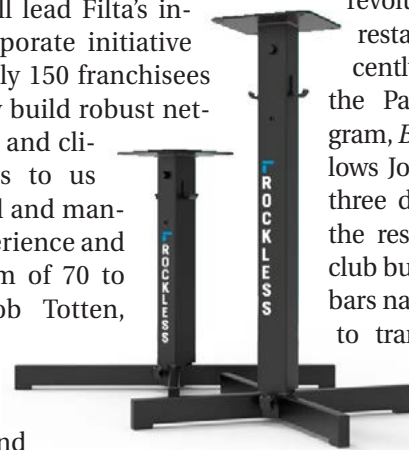 ll lead Filta’s in-
porate initiative
ly 150 franchisees
y build robust net-
and cli-
s to us
l and man-
erience and
m of 70 to
ob Totten,
nd
ROCKLESS
ROCKLESS
revolu
resta
cently
the Pa
gram, B
lows Jo
three d
the res
club bu
bars na
to tran